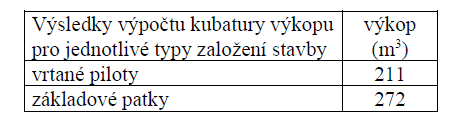 Výsledky výpočtu kubatury výkopu výkop
pro jednotlivé typy založení stavby (m³)
vrtané piloty 211
základové patky 272